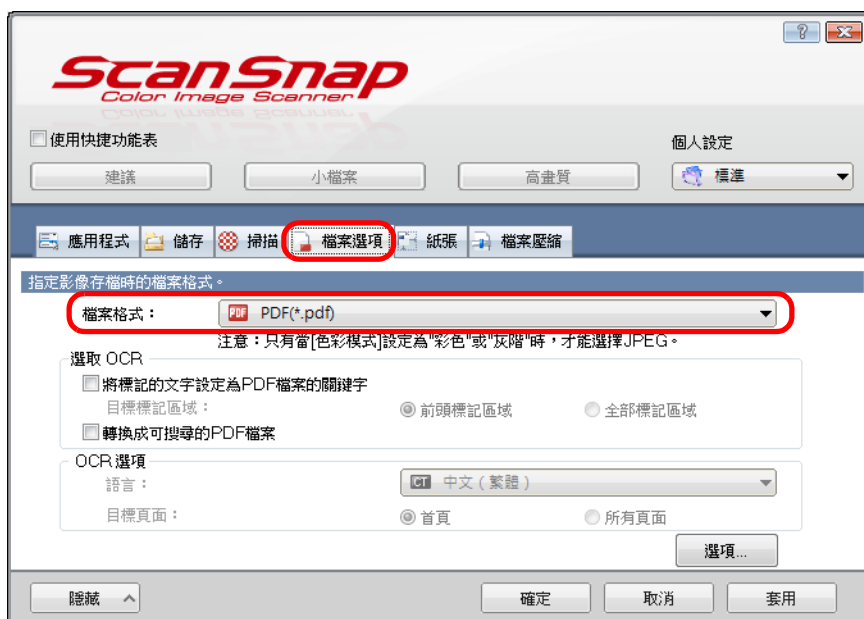 ScanSnap
Color Image Scanner
使用快捷功能表
個人設定
建議 小檔案 高畫質 標準
應用程式 儲存 掃描 檔案選項 紙張 檔案壓縮
指定影像存檔時的檔案格式。
檔案格式： PDF PDF(*.pdf)
注意：只有當[色彩模式]設定為"彩色"或"灰階"時，才能選擇JPEG。
選取 OCR
將標記的文字設定為PDF檔案的關鍵字
目標標記區域： 前頭標記區域 全部標記區域
轉換成可搜尋的PDF檔案
OCR 選項
語言： CT 中文（繁體）
目標頁面： 首頁 所有頁面
選項...
隱藏 確定 取消 套用